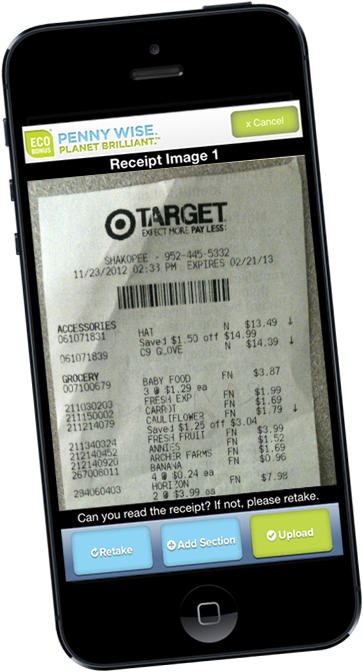 ECO BONUS
PENNY WISE.
PLANET BRILLIANT.™
x Cancel
Receipt Image 1
TARGET
EXPECT MORE PAY LESS.
SHAKOPEE - 952-445-5332
11/23/2012 02:33 PM EXPIRES 02/21/13
ACCESSORIES
061071831 HAT N $13.49 ↓
Saved $1.50 off $14.99
061071839 C9 GLOVE N $14.39 ↓
GROCERY
007100679 BABY FOOD FN $3.87
3 @ $1.29 ea
211030203 FRESH EXP FN $1.99
211150002 CARROT FN $1.69
211214079 CAULIFLOWER FN $1.79 ↓
Saved $1.25 off $3.04
211340324 FRESH FRUIT FN $3.99
212140452 ANNIES FN $1.52
212140920 ARCHER FARMS FN $1.69
267008011 BANANA FN $0.96
4 @ $0.24 ea
284060403 HORIZON FN $7.98
2 @ $3.99 ea
Can you read the receipt? If not, please retake.
Retake
Add Section
Upload